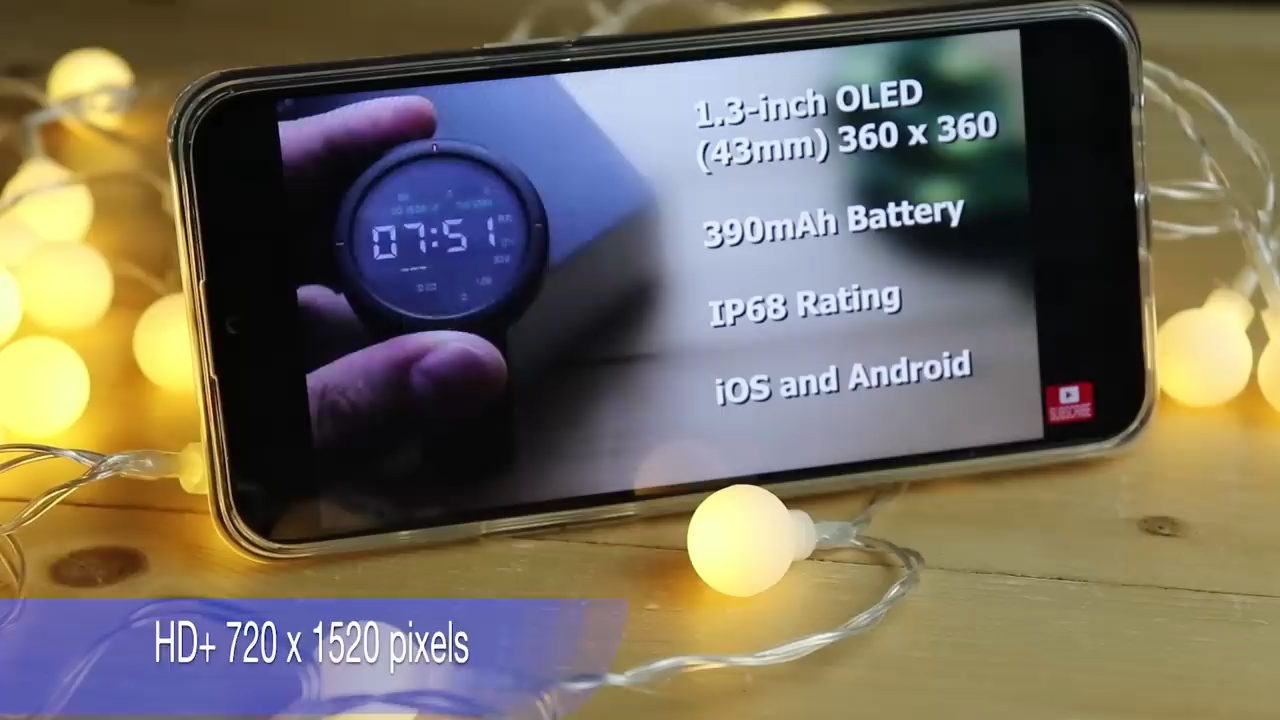 1.3-inch OLED
(43mm) 360 x 360
390mAh Battery
IP68 Rating
iOS and Android
07:51
SUBSCRIBE
HD+ 720 x 1520 pixels